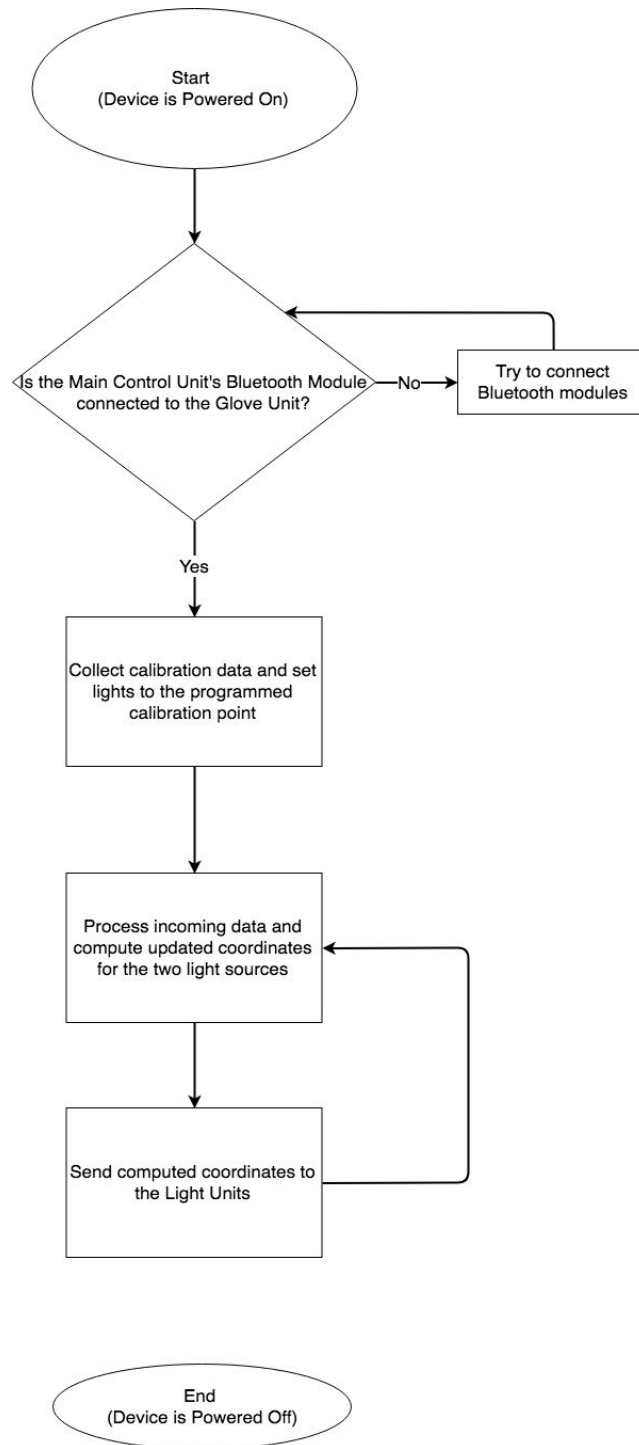 Start
(Device is Powered On)
Is the Main Control Unit's Bluetooth Module
connected to the Glove Unit?
No
Try to connect
Bluetooth modules
Yes
Collect calibration data and set
lights to the programmed
calibration point
Process incoming data and
compute updated coordinates
for the two light sources
Send computed coordinates to
the Light Units
End
(Device is Powered Off)